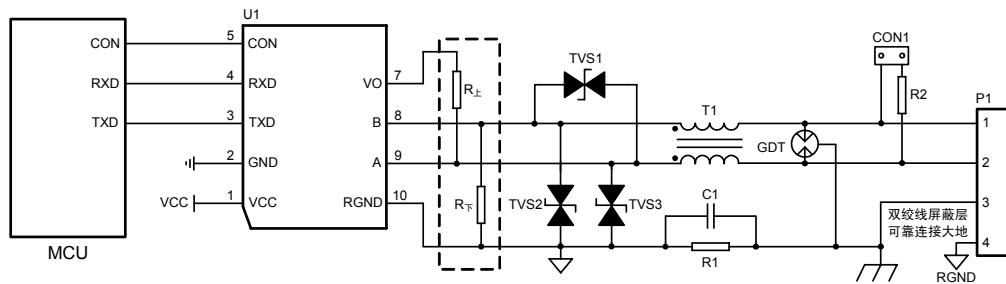 U1
CON 5 CON
RXD 4 RXD
TXD 3 TXD
2 GND
VCC 1 VCC
MCU
VO 7
B 8
A 9
RGND 10
R上
R下
TVS1
TVS2
TVS3
T1
GDT
C1
R1
CON1
R2
P1
1
2
3
4
双绞线屏蔽层
可靠连接大地
RGND